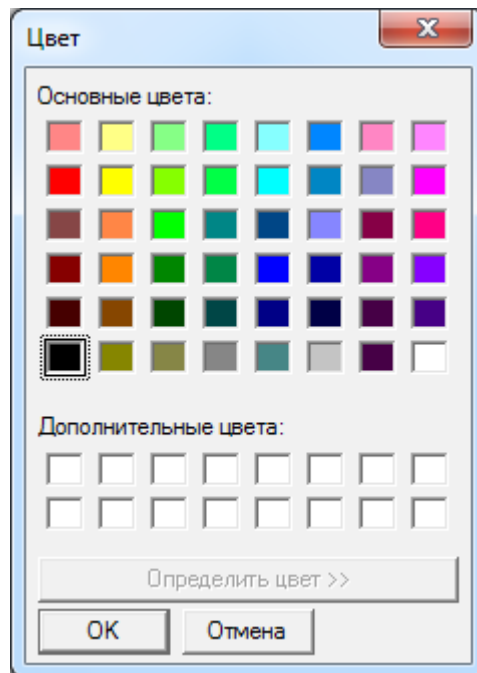 Цвет
Основные цвета:
Дополнительные цвета:
Определить цвет >>
OK
Отмена